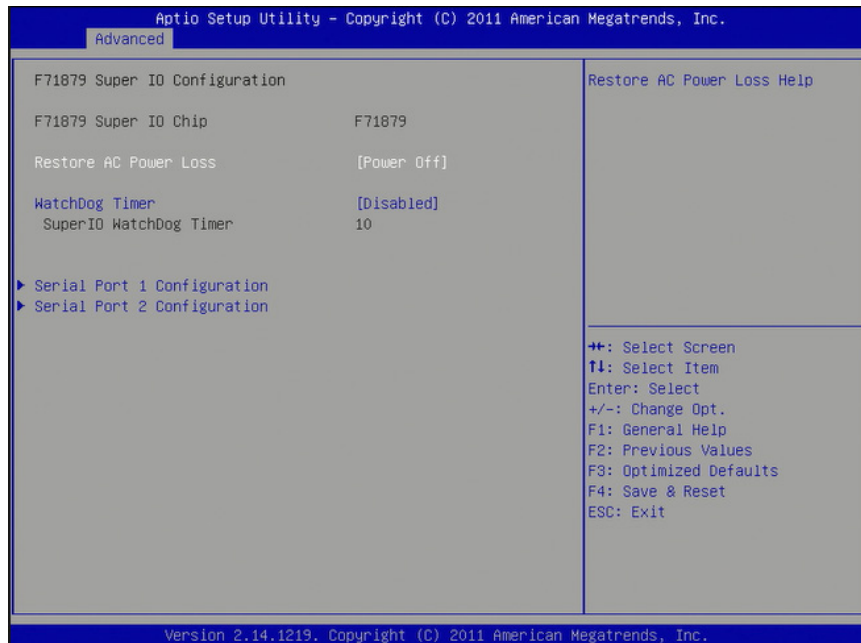 Aptio Setup Utility – Copyright (C) 2011 American Megatrends, Inc.
Advanced
F71879 Super IO Configuration
F71879 Super IO Chip F71879
Restore AC Power Loss [Power Off]
WatchDog Timer [Disabled]
SuperIO WatchDog Timer 10
Serial Port 1 Configuration
Serial Port 2 Configuration
Restore AC Power Loss Help
→←: Select Screen
↑↓: Select Item
Enter: Select
+/-: Change Opt.
F1: General Help
F2: Previous Values
F3: Optimized Defaults
F4: Save & Reset
ESC: Exit
Version 2.14.1219. Copyright (C) 2011 American Megatrends, Inc.